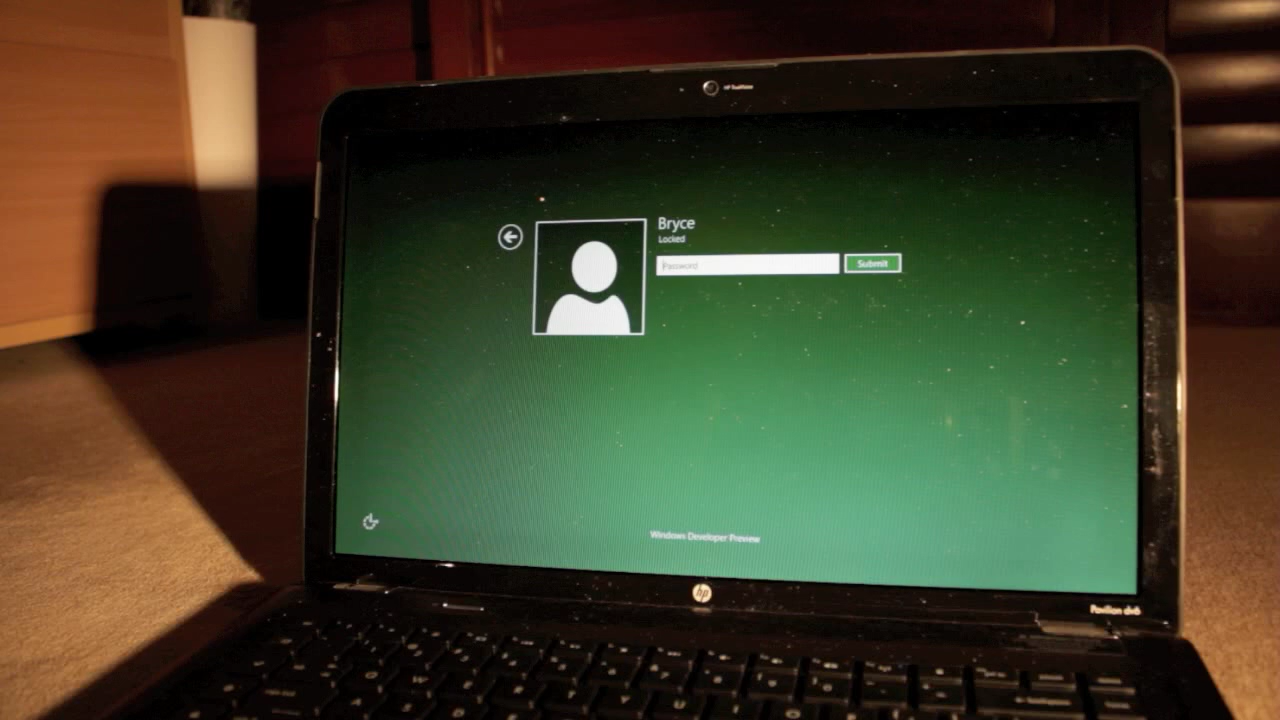 Bryce
Locked
Password
Submit
Windows Developer Preview
hp
Pavilion dv6